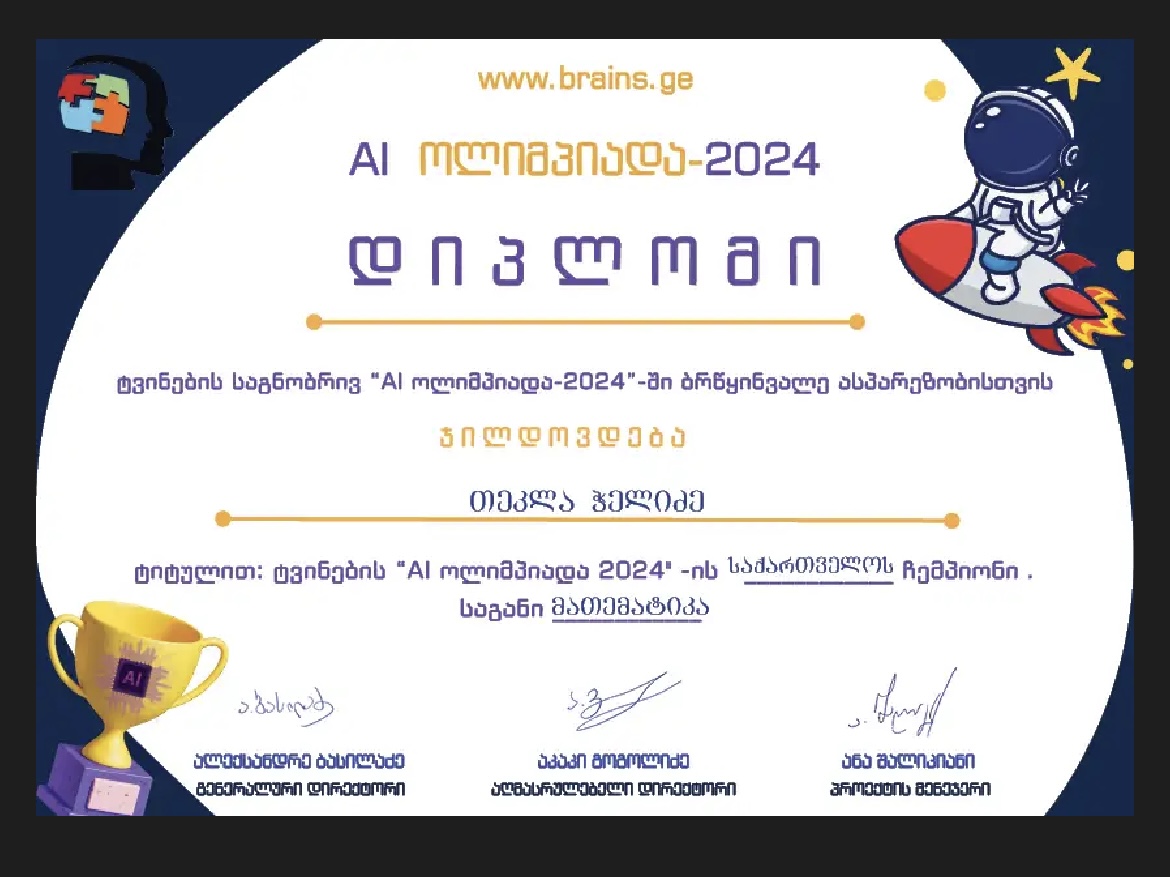 www.brains.ge
AI ოლიმპიადა-2024
დიპლომი
ტვინების საგნობრივ “AI ოლიმპიადა-2024”-ში ბრწყინვალე ასპარეზობისთვის
ჯილდოვდება
თეკლა ჭელიძე
ტიტულით: ტვინების “AI ოლიმპიადა 2024" -ის საქართველოს ჩემპიონი .
საგანი მათემატიკა
AI
ალექსანდრე ბასილაძე აკაკი გოგოლიძე ანა შალიკიანი
გენერალური დირექტორი აღმასრულებელი დირექტორი პროექტის მენეჯერი